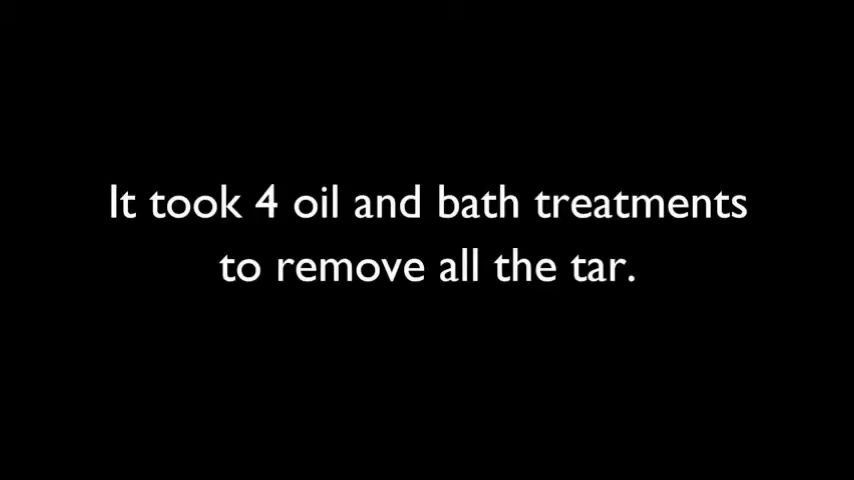 It took 4 oil and bath treatments
to remove all the tar.